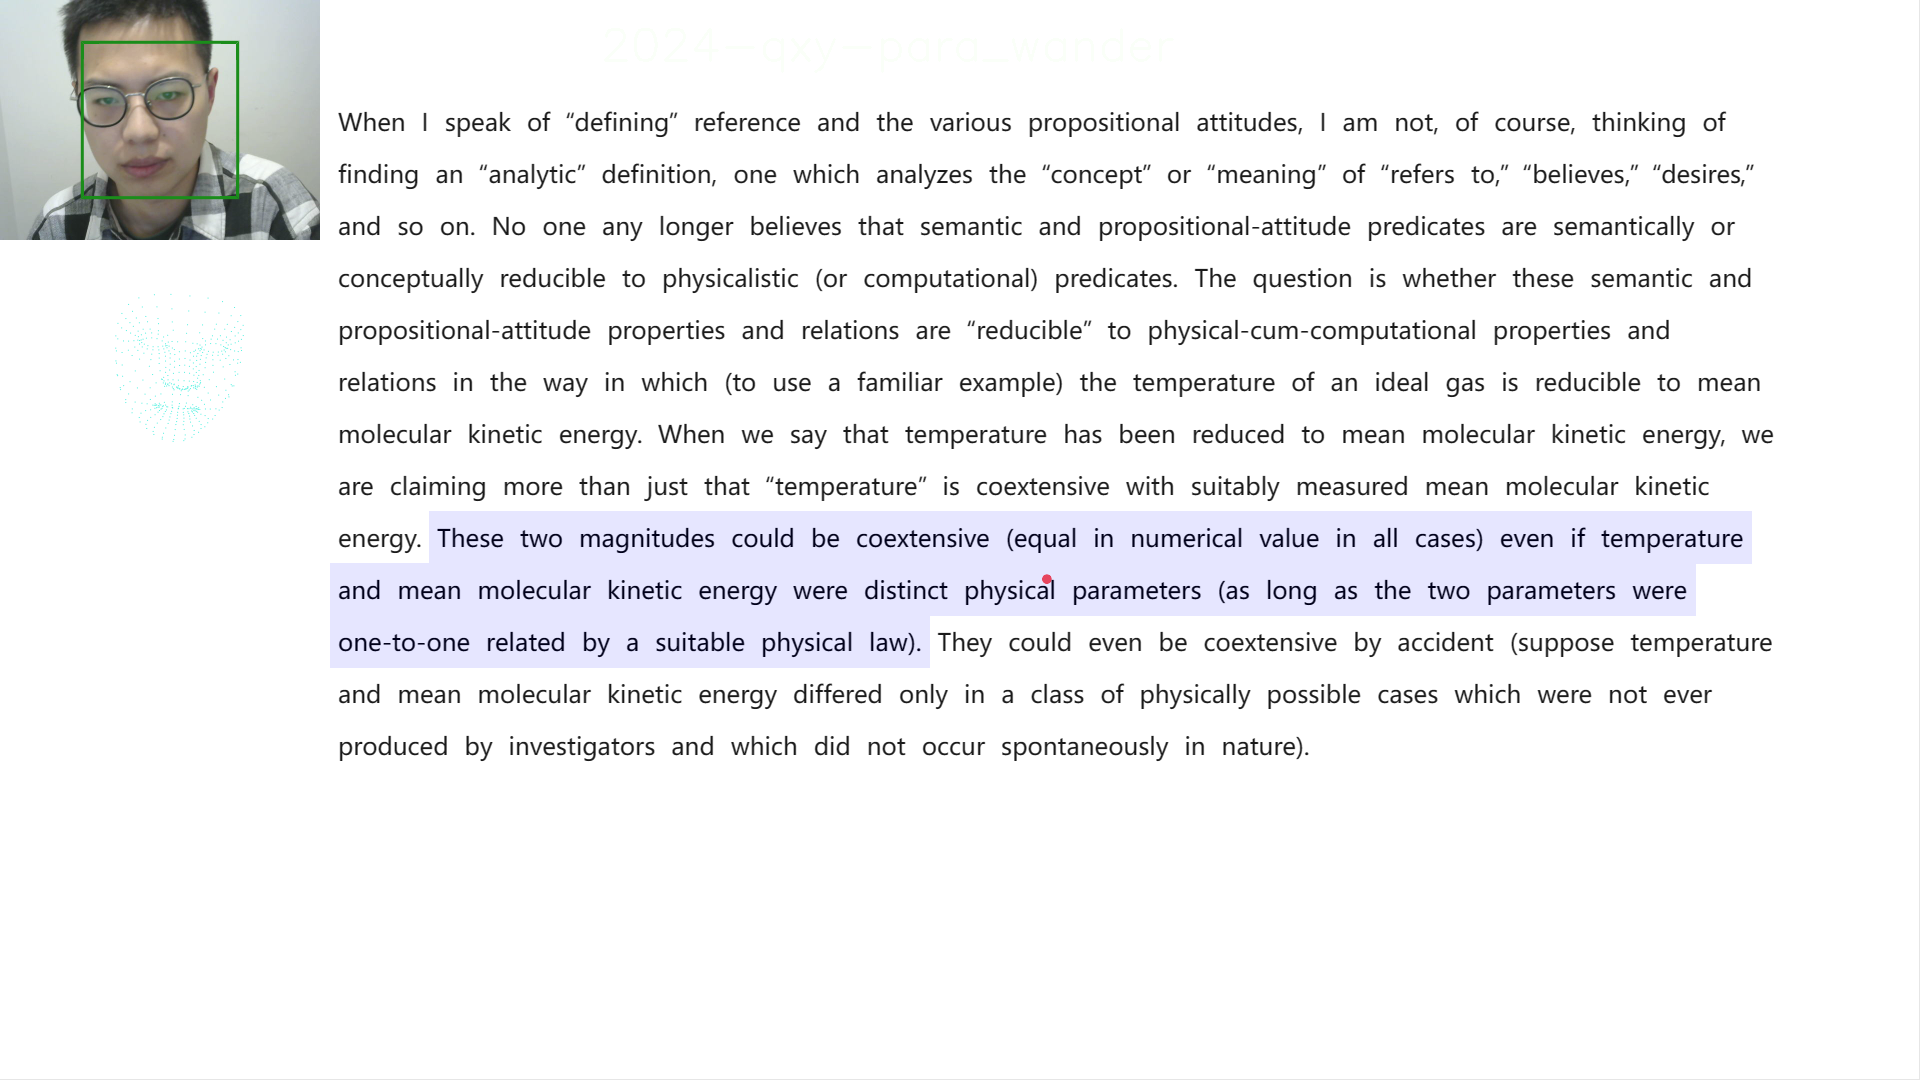 2024-qxy-para_wander
When I speak of “defining” reference and the various propositional attitudes, I am not, of course, thinking of
finding an “analytic” definition, one which analyzes the “concept” or “meaning” of “refers to,” “believes,” “desires,”
and so on. No one any longer believes that semantic and propositional-attitude predicates are semantically or
conceptually reducible to physicalistic (or computational) predicates. The question is whether these semantic and
propositional-attitude properties and relations are “reducible” to physical-cum-computational properties and
relations in the way in which (to use a familiar example) the temperature of an ideal gas is reducible to mean
molecular kinetic energy. When we say that temperature has been reduced to mean molecular kinetic energy, we
are claiming more than just that “temperature” is coextensive with suitably measured mean molecular kinetic
energy. These two magnitudes could be coextensive (equal in numerical value in all cases) even if temperature
and mean molecular kinetic energy were distinct physical parameters (as long as the two parameters were
one-to-one related by a suitable physical law). They could even be coextensive by accident (suppose temperature
and mean molecular kinetic energy differed only in a class of physically possible cases which were not ever
produced by investigators and which did not occur spontaneously in nature).